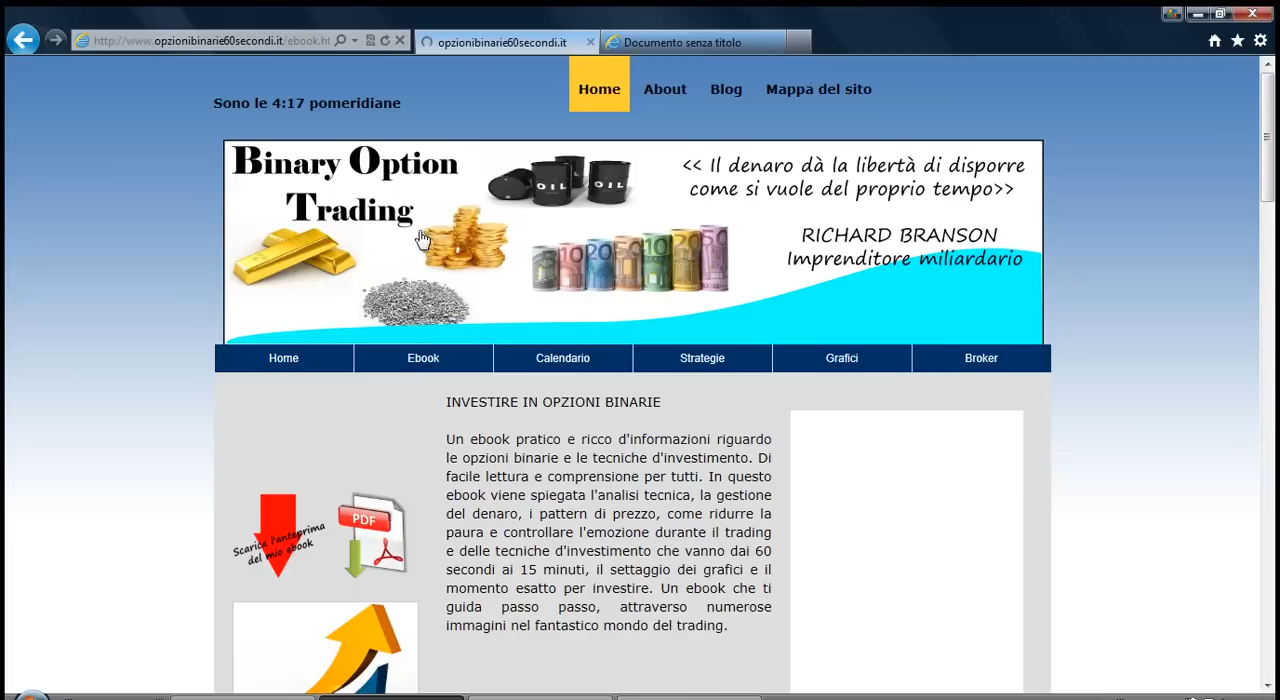 http://www.opzionibinarie60secondi.it/ebook.ht
opzionibinarie60secondi.it
Documento senza titolo
Sono le 4:17 pomeridiane
Home
About
Blog
Mappa del sito
Binary Option
Trading
OIL
OIL
<< Il denaro dà la libertà di disporre
come si vuole del proprio tempo>>
RICHARD BRANSON
Imprenditore miliardario
Home
Ebook
Calendario
Strategie
Grafici
Broker
INVESTIRE IN OPZIONI BINARIE
Un ebook pratico e ricco d'informazioni riguardo
le opzioni binarie e le tecniche d'investimento. Di
facile lettura e comprensione per tutti. In questo
ebook viene spiegata l'analisi tecnica, la gestione
del denaro, i pattern di prezzo, come ridurre la
paura e controllare l'emozione durante il trading
e delle tecniche d'investimento che vanno dai 60
secondi ai 15 minuti, il settaggio dei grafici e il
momento esatto per investire. Un ebook che ti
guida passo passo, attraverso numerose
immagini nel fantastico mondo del trading.
Scarica l'anteprima
del mio ebook
PDF